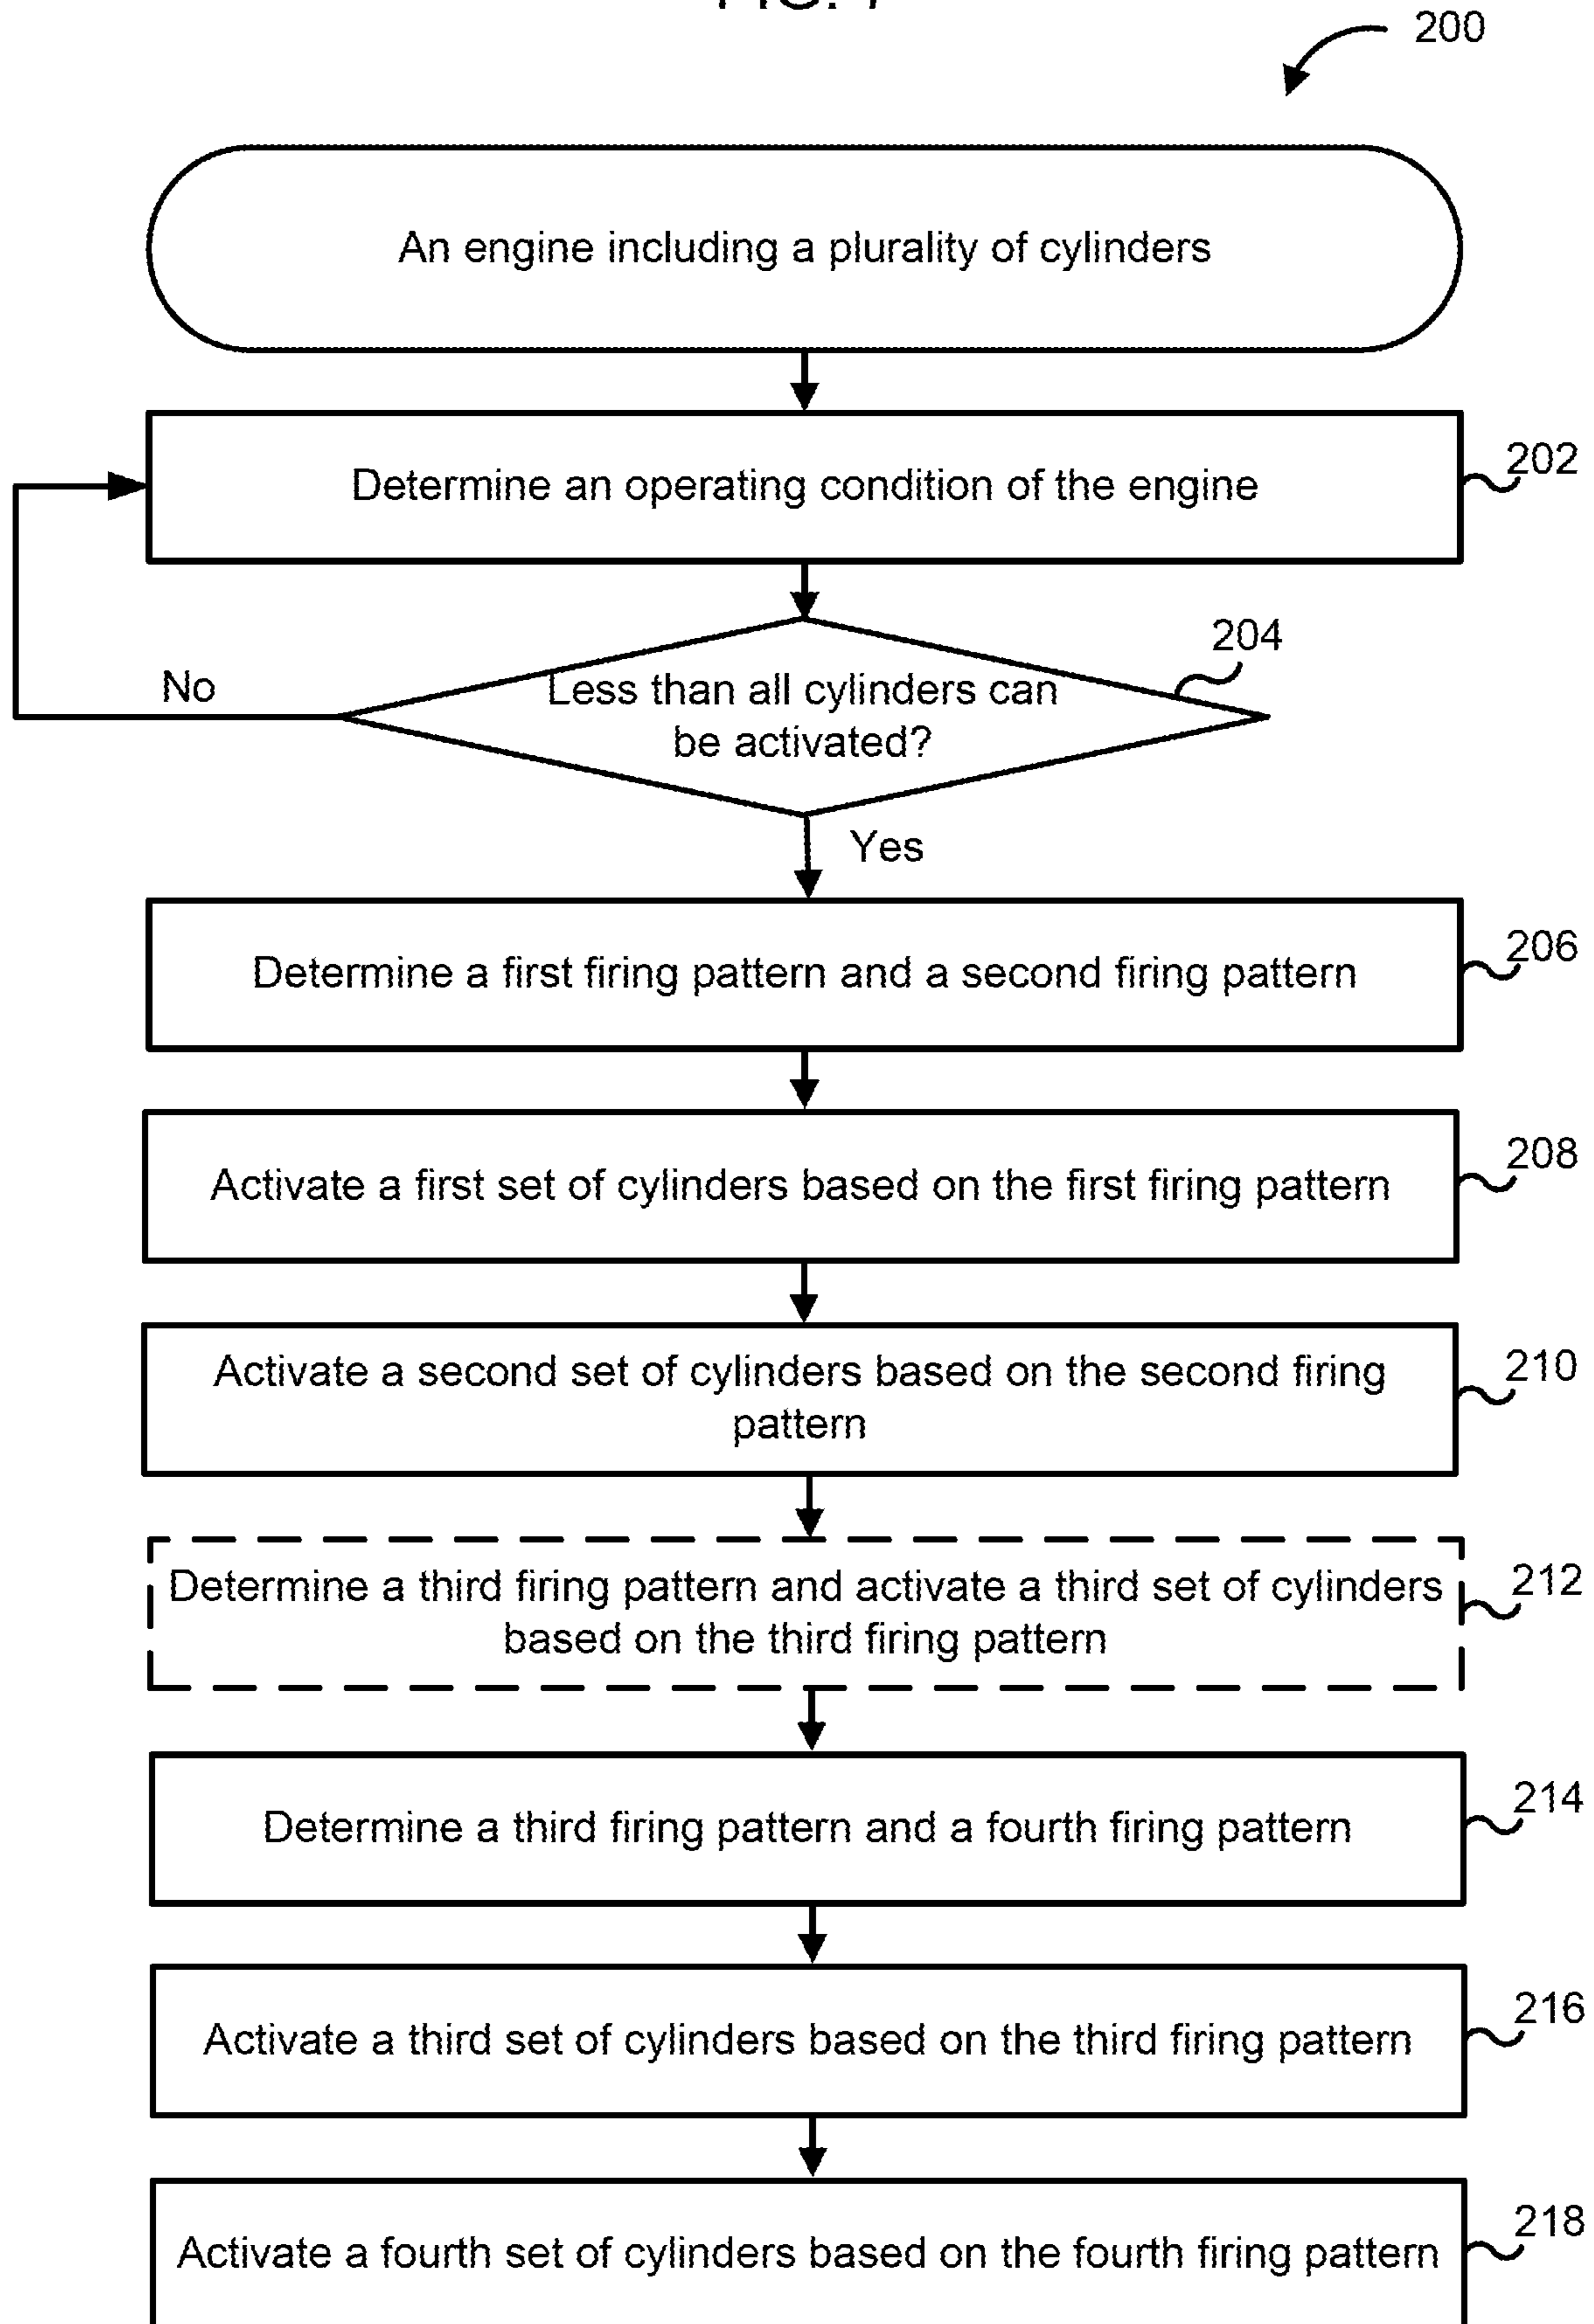 200
An engine including a plurality of cylinders
Determine an operating condition of the engine
202
204
No
Less than all cylinders can
be activated?
Yes
Determine a first firing pattern and a second firing pattern
206
Activate a first set of cylinders based on the first firing pattern
208
Activate a second set of cylinders based on the second firing
pattern
210
Determine a third firing pattern and activate a third set of cylinders
based on the third firing pattern
212
Determine a third firing pattern and a fourth firing pattern
214
Activate a third set of cylinders based on the third firing pattern
216
Activate a fourth set of cylinders based on the fourth firing pattern
218